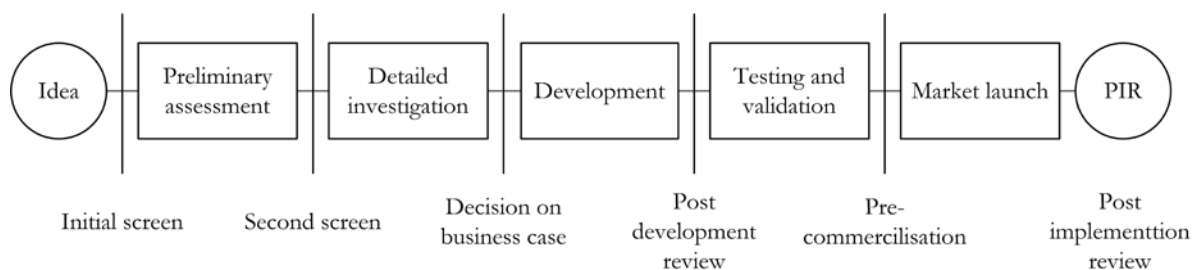 Idea
Preliminary
assessment
Detailed
investigation
Development
Testing and
validation
Market launch
PIR
Initial screen
Second screen
Decision on
business case
Post
development
review
Pre-
commercilisation
Post
implementtion
review